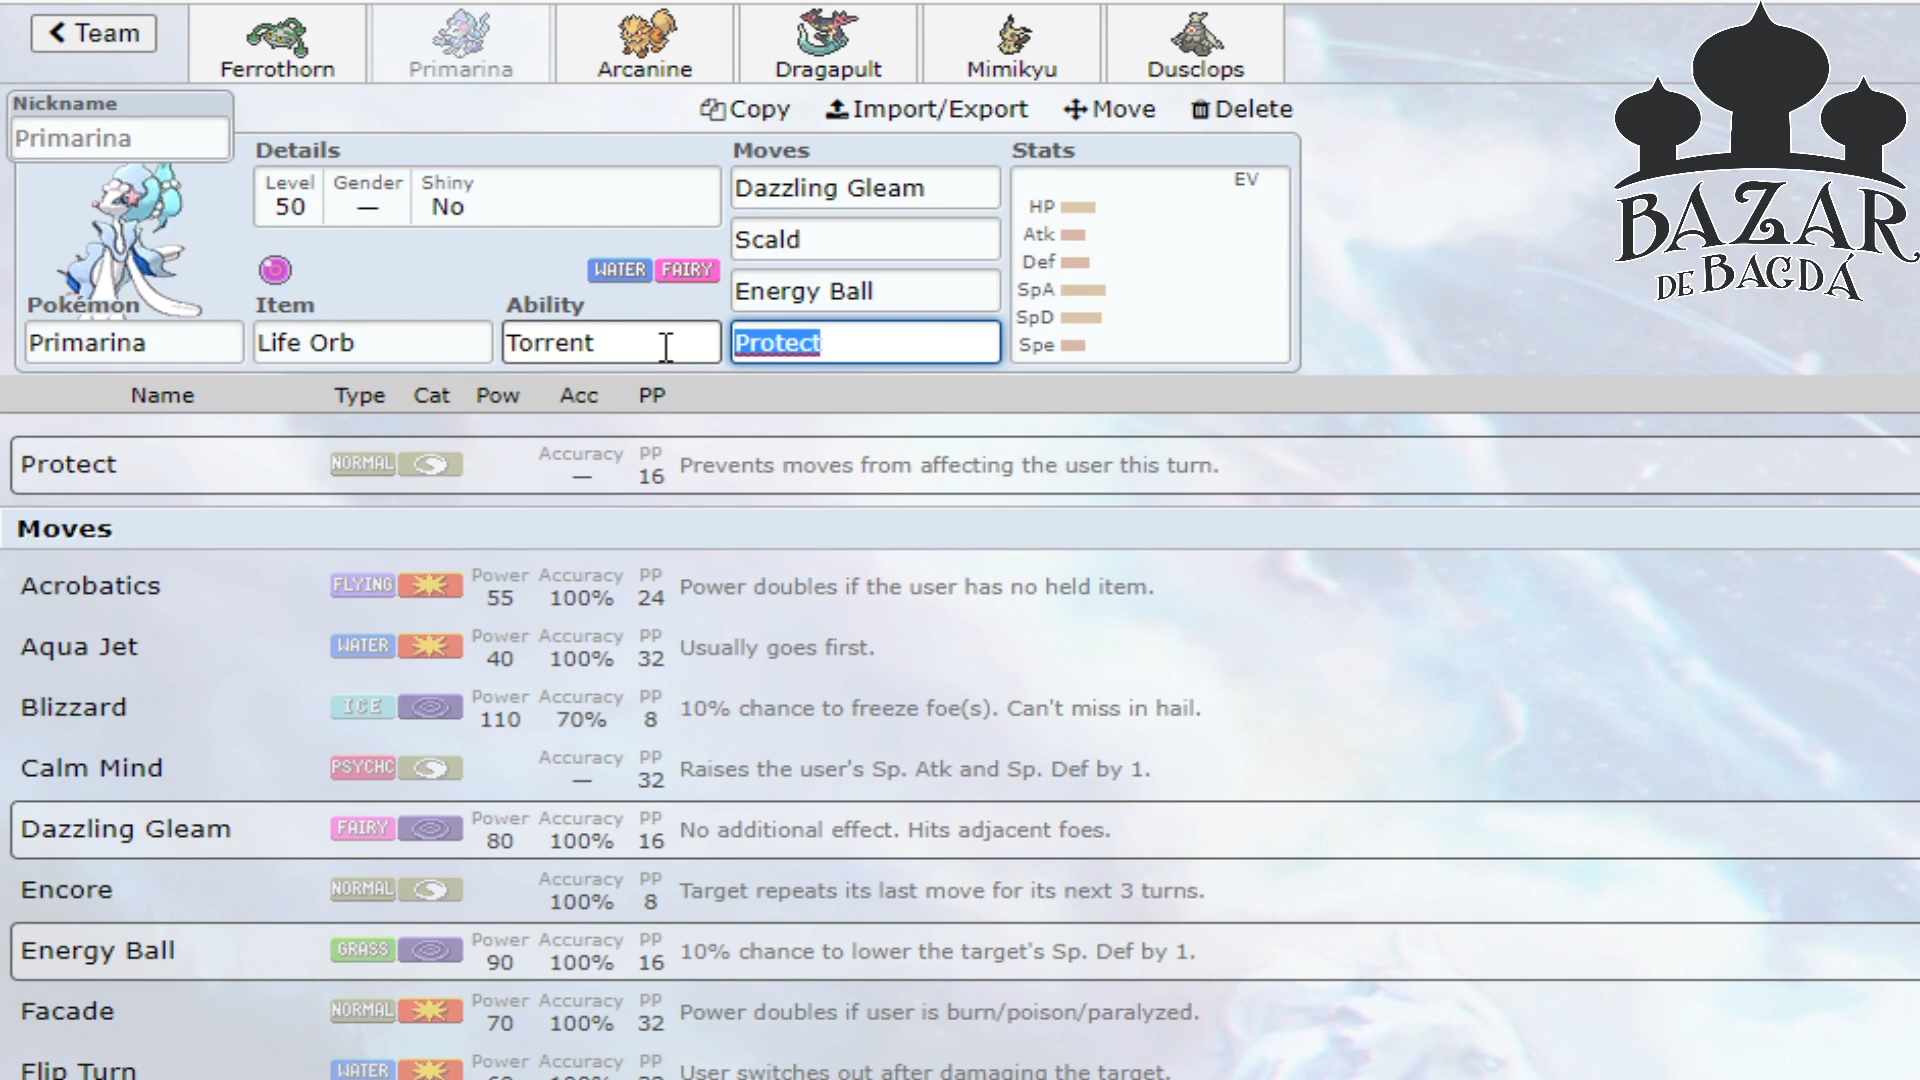 Team
Ferrothorn
Primarina
Arcanine
Dragapult
Mimikyu
Dusclops
Nickname
Primarina
Copy
Import/Export
Move
Delete
Details
Level
50
Gender
—
Shiny
No
WATER FAIRY
Pokémon
Primarina
Item
Life Orb
Ability
Torrent
Moves
Dazzling Gleam
Scald
Energy Ball
Protect
Stats
EV
HP
Atk
Def
SpA
SpD
Spe
BAZAR
DE BAGDÁ
Name Type Cat Pow Acc PP
Protect NORMAL Accuracy — PP 16 Prevents moves from affecting the user this turn.
Moves
Acrobatics FLYING Power 55 Accuracy 100% PP 24 Power doubles if the user has no held item.
Aqua Jet WATER Power 40 Accuracy 100% PP 32 Usually goes first.
Blizzard ICE Power 110 Accuracy 70% PP 8 10% chance to freeze foe(s). Can't miss in hail.
Calm Mind PSYCHC Accuracy — PP 32 Raises the user's Sp. Atk and Sp. Def by 1.
Dazzling Gleam FAIRY Power 80 Accuracy 100% PP 16 No additional effect. Hits adjacent foes.
Encore NORMAL Accuracy 100% PP 8 Target repeats its last move for its next 3 turns.
Energy Ball GRASS Power 90 Accuracy 100% PP 16 10% chance to lower the target's Sp. Def by 1.
Facade NORMAL Power 70 Accuracy 100% PP 32 Power doubles if user is burn/poison/paralyzed.
Flip Turn WATER Power Accuracy PP User switches out after damaging the target.